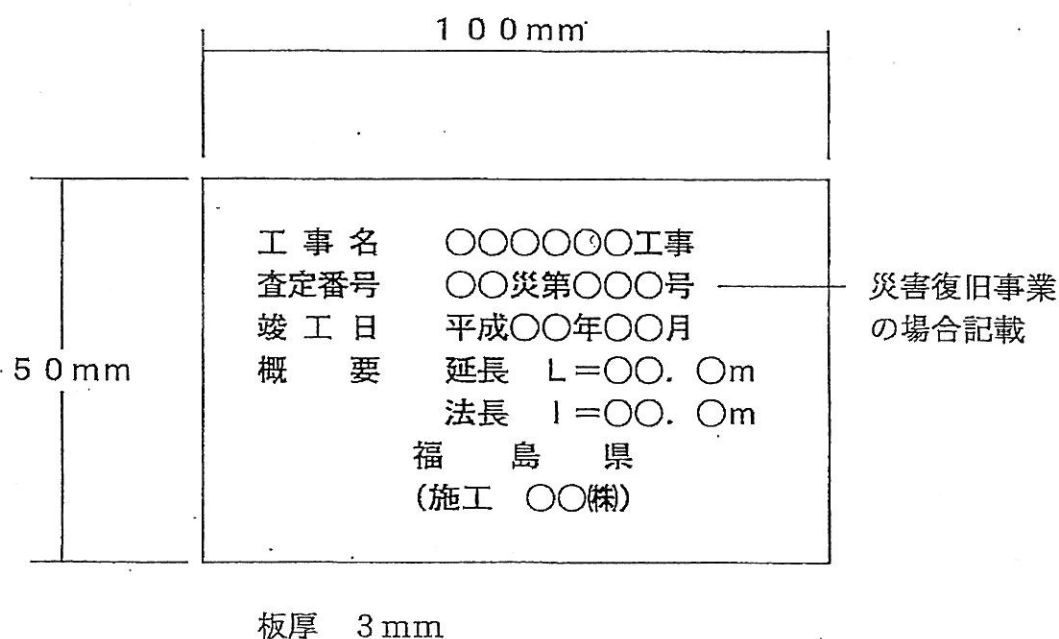 100mm
工事名　○○○○○○工事
査定番号　○○災第○○○号
災害復旧事業
の場合記載
竣工日　平成○○年○○月
50mm
概　要　延長　L=○○.○m
法長　l=○○.○m
福　島　県
(施工　○○㈱)
板厚　3mm